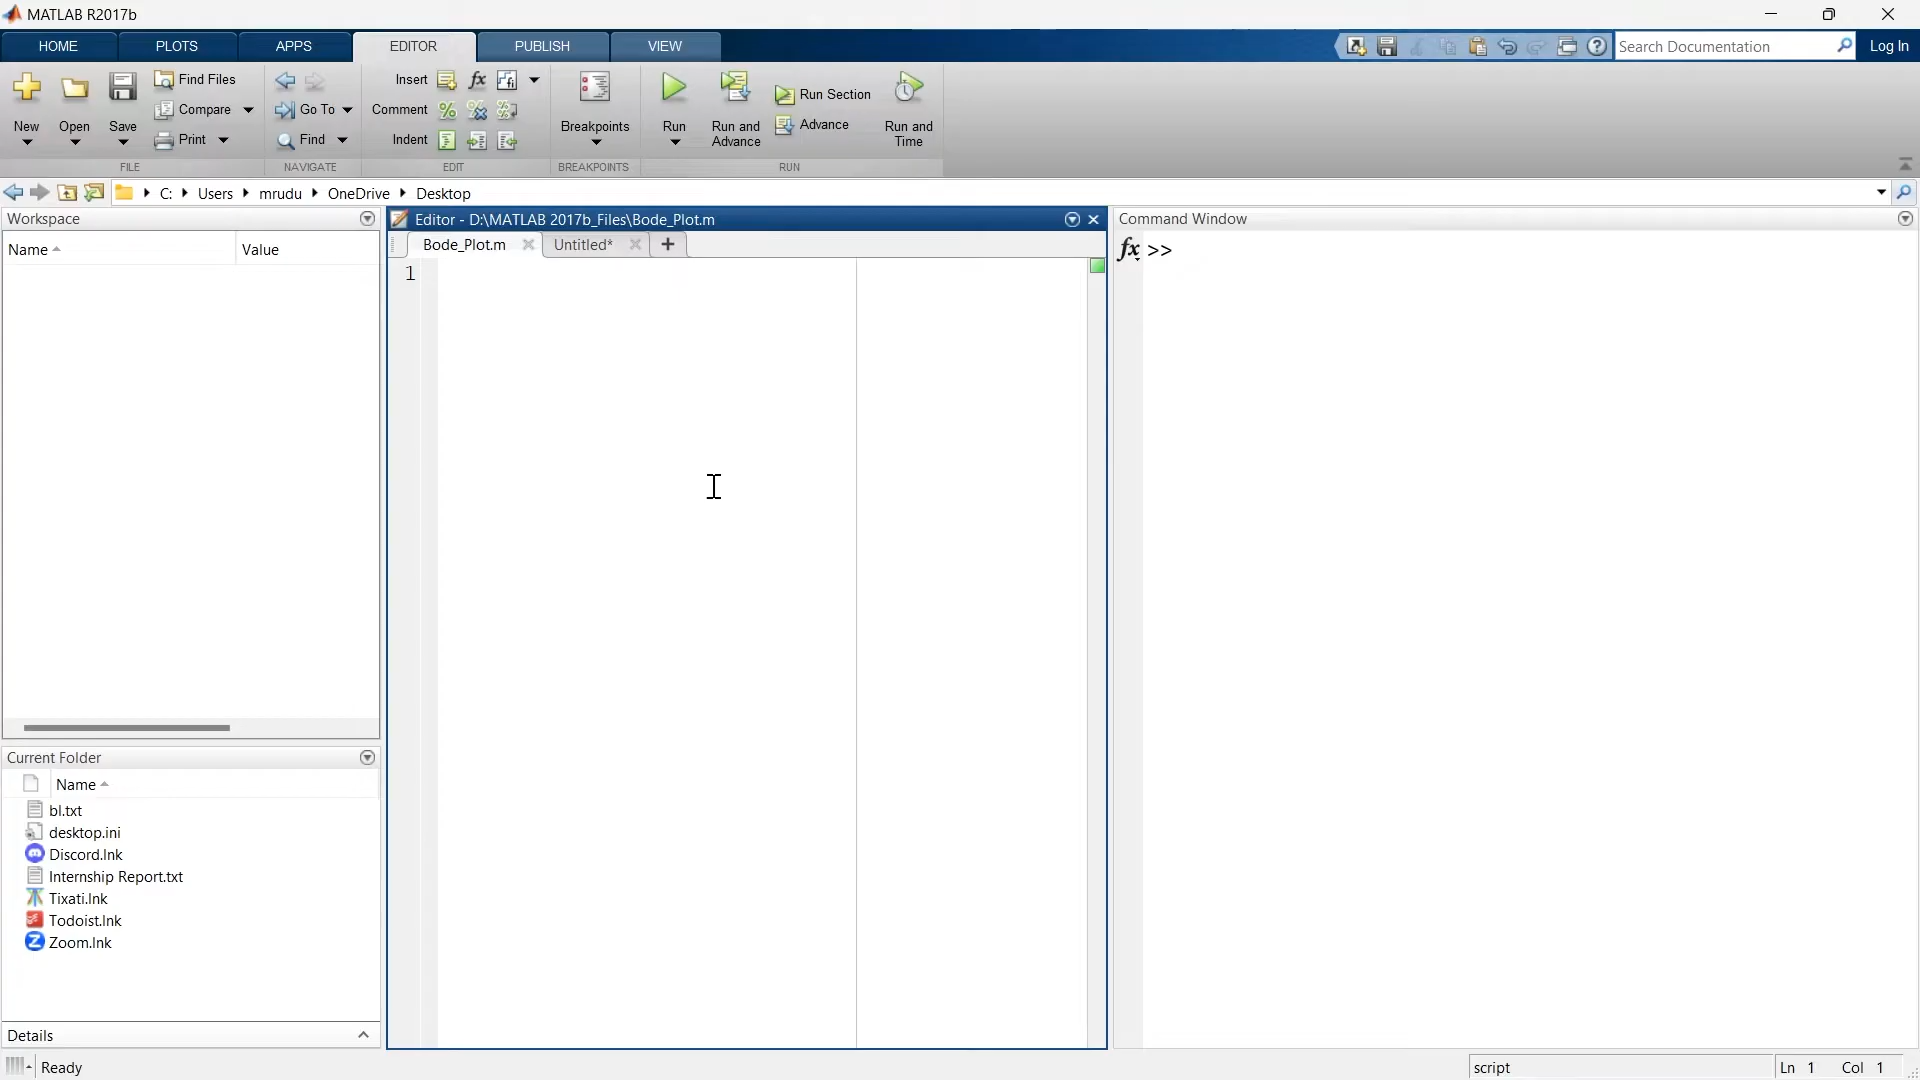 MATLAB R2017b
HOME PLOTS APPS EDITOR PUBLISH VIEW
Search Documentation Log In
New Open Save
Find Files
Compare
Print
FILE
Go To
Find
NAVIGATE
Insert fx
Comment
Indent
EDIT
Breakpoints
BREAKPOINTS
Run
Run and Advance
Run Section
Advance
Run and Time
RUN
C: Users mrudu OneDrive Desktop
Workspace
Name Value
Current Folder
Name
bl.txt
desktop.ini
Discord.lnk
Internship Report.txt
Tixati.lnk
Todoist.lnk
Zoom.lnk
Details
Editor - D:\MATLAB 2017b_Files\Bode_Plot.m
Bode_Plot.m Untitled* +
1
Command Window
fx >>
Ready
script Ln 1 Col 1